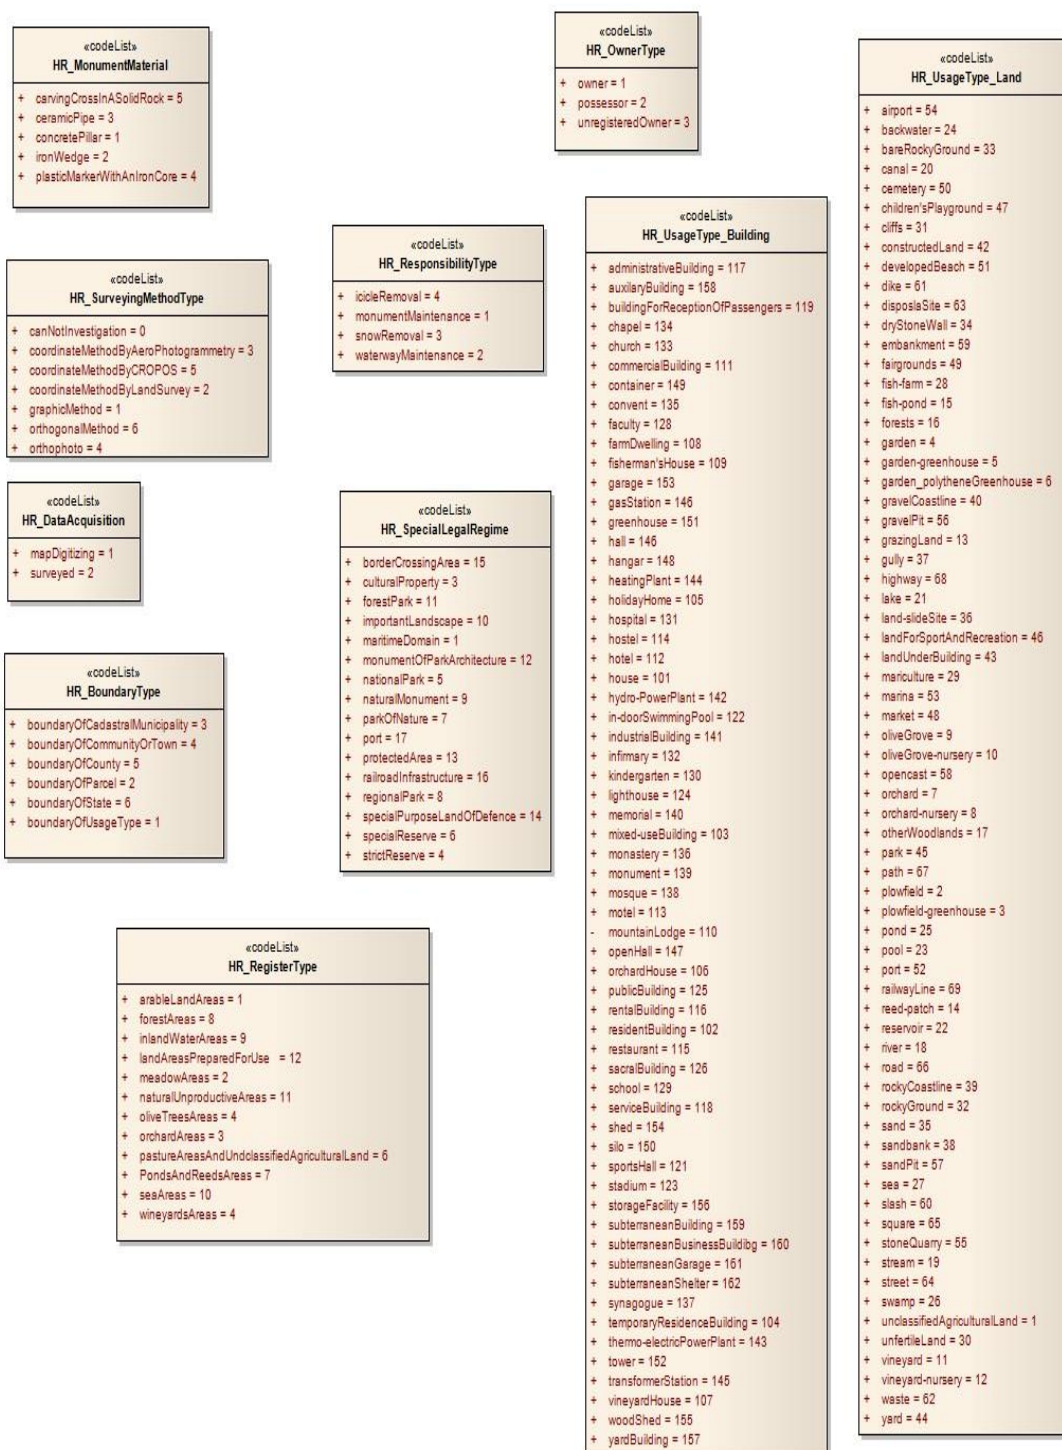 «codeList»
HR_MonumentMaterial
+ carvingCrossInASolidRock = 5
+ ceramicPipe = 3
+ concretePillar = 1
+ ironWedge = 2
+ plasticMarkerWithAnIronCore = 4
«codeList»
HR_OwnerType
+ owner = 1
+ possessor = 2
+ unregisteredOwner = 3
«codeList»
HR_SurveyingMethodType
+ canNotInvestigation = 0
+ coordinateMethodByAeroPhotogrammetry = 3
+ coordinateMethodByCROPOS = 5
+ coordinateMethodByLandSurvey = 2
+ graphicMethod = 1
+ orthogonalMethod = 6
+ orthophoto = 4
«codeList»
HR_ResponsibilityType
+ icicleRemoval = 4
+ monumentMaintenance = 1
+ snowRemoval = 3
+ waterwayMaintenance = 2
«codeList»
HR_DataAcquisition
+ mapDigitizing = 1
+ surveyed = 2
«codeList»
HR_SpecialLegalRegime
+ borderCrossingArea = 15
+ culturalProperty = 3
+ forestPark = 11
+ importantLandscape = 10
+ maritimeDomain = 1
+ monumentOfParkArchitecture = 12
+ nationalPark = 5
+ naturalMonument = 9
+ parkOfNature = 7
+ port = 17
+ protectedArea = 13
+ railroadInfrastructure = 16
+ regionalPark = 8
+ specialPurposeLandOfDefence = 14
+ specialReserve = 6
+ strictReserve = 4
«codeList»
HR_BoundaryType
+ boundaryOfCadastralMunicipality = 3
+ boundaryOfCommunityOrTown = 4
+ boundaryOfCounty = 5
+ boundaryOfParcel = 2
+ boundaryOfState = 6
+ boundaryOfUsageType = 1
«codeList»
HR_RegisterType
+ arableLandAreas = 1
+ forestAreas = 8
+ inlandWaterAreas = 9
+ landAreasPreparedForUse = 12
+ meadowAreas = 2
+ naturalUnproductiveAreas = 11
+ oliveTreesAreas = 4
+ orchardAreas = 3
+ pastureAreasAndUndclassifiedAgriculturalLand = 6
+ PondsAndReedsAreas = 7
+ seaAreas = 10
+ wineyardsAreas = 4
«codeList»
HR_UsageType_Building
+ administrativeBuilding = 117
+ auxilaryBuilding = 158
+ buildingForReceptionOfPassengers = 119
+ chapel = 134
+ church = 133
+ commercialBuilding = 111
+ container = 149
+ convent = 135
+ faculty = 128
+ farmDwelling = 108
+ fisherman'sHouse = 109
+ garage = 153
+ gasStation = 146
+ greenhouse = 151
+ hall = 146
+ hangar = 148
+ heatingPlant = 144
+ holidayHome = 105
+ hospital = 131
+ hostel = 114
+ hotel = 112
+ house = 101
+ hydro-PowerPlant = 142
+ in-doorSwimmingPool = 122
+ industrialBuilding = 141
+ infirmary = 132
+ kindergarten = 130
+ lighthouse = 124
+ memorial = 140
+ mixed-useBuilding = 103
+ monastery = 136
+ monument = 139
+ mosque = 138
+ motel = 113
- mountainLodge = 110
+ openHall = 147
+ orchardHouse = 106
+ publicBuilding = 125
+ rentalBuilding = 116
+ residentBuilding = 102
+ restaurant = 115
+ sacralBuilding = 126
+ school = 129
+ serviceBuilding = 118
+ shed = 154
+ silo = 150
+ sportsHall = 121
+ stadium = 123
+ storageFacility = 156
+ subterraneanBuilding = 159
+ subterraneanBusinessBuildibg = 160
+ subterraneanGarage = 161
+ subterraneanShelter = 162
+ synagogue = 137
+ temporaryResidenceBuilding = 104
+ thermo-electricPowerPlant = 143
+ tower = 152
+ transformerStation = 145
+ vineyardHouse = 107
+ woodShed = 155
+ yardBuilding = 157
«codeList»
HR_UsageType_Land
+ airport = 54
+ backwater = 24
+ bareRockyGround = 33
+ canal = 20
+ cemetery = 50
+ children'sPlayground = 47
+ cliffs = 31
+ constructedLand = 42
+ developedBeach = 51
+ dike = 61
+ disposlaSite = 63
+ dryStoneWall = 34
+ embankment = 59
+ fairgrounds = 49
+ fish-farm = 28
+ fish-pond = 15
+ forests = 16
+ garden = 4
+ garden-greenhouse = 5
+ garden_polytheneGreenhouse = 6
+ gravelCoastline = 40
+ gravelPit = 56
+ grazingLand = 13
+ gully = 37
+ highway = 68
+ lake = 21
+ land-slideSite = 36
+ landForSportAndRecreation = 46
+ landUnderBuilding = 43
+ mariculture = 29
+ marina = 53
+ market = 48
+ oliveGrove = 9
+ oliveGrove-nursery = 10
+ opencast = 58
+ orchard = 7
+ orchard-nursery = 8
+ otherWoodlands = 17
+ park = 45
+ path = 67
+ plowfield = 2
+ plowfield-greenhouse = 3
+ pond = 25
+ pool = 23
+ port = 52
+ railwayLine = 69
+ reed-patch = 14
+ reservoir = 22
+ river = 18
+ road = 66
+ rockyCoastline = 39
+ rockyGround = 32
+ sand = 35
+ sandbank = 38
+ sandPit = 57
+ sea = 27
+ slash = 60
+ square = 65
+ stoneQuarry = 55
+ stream = 19
+ street = 64
+ swamp = 26
+ unclassifiedAgriculturalLand = 1
+ unfertileLand = 30
+ vineyard = 11
+ vineyard-nursery = 12
+ waste = 62
+ yard = 44